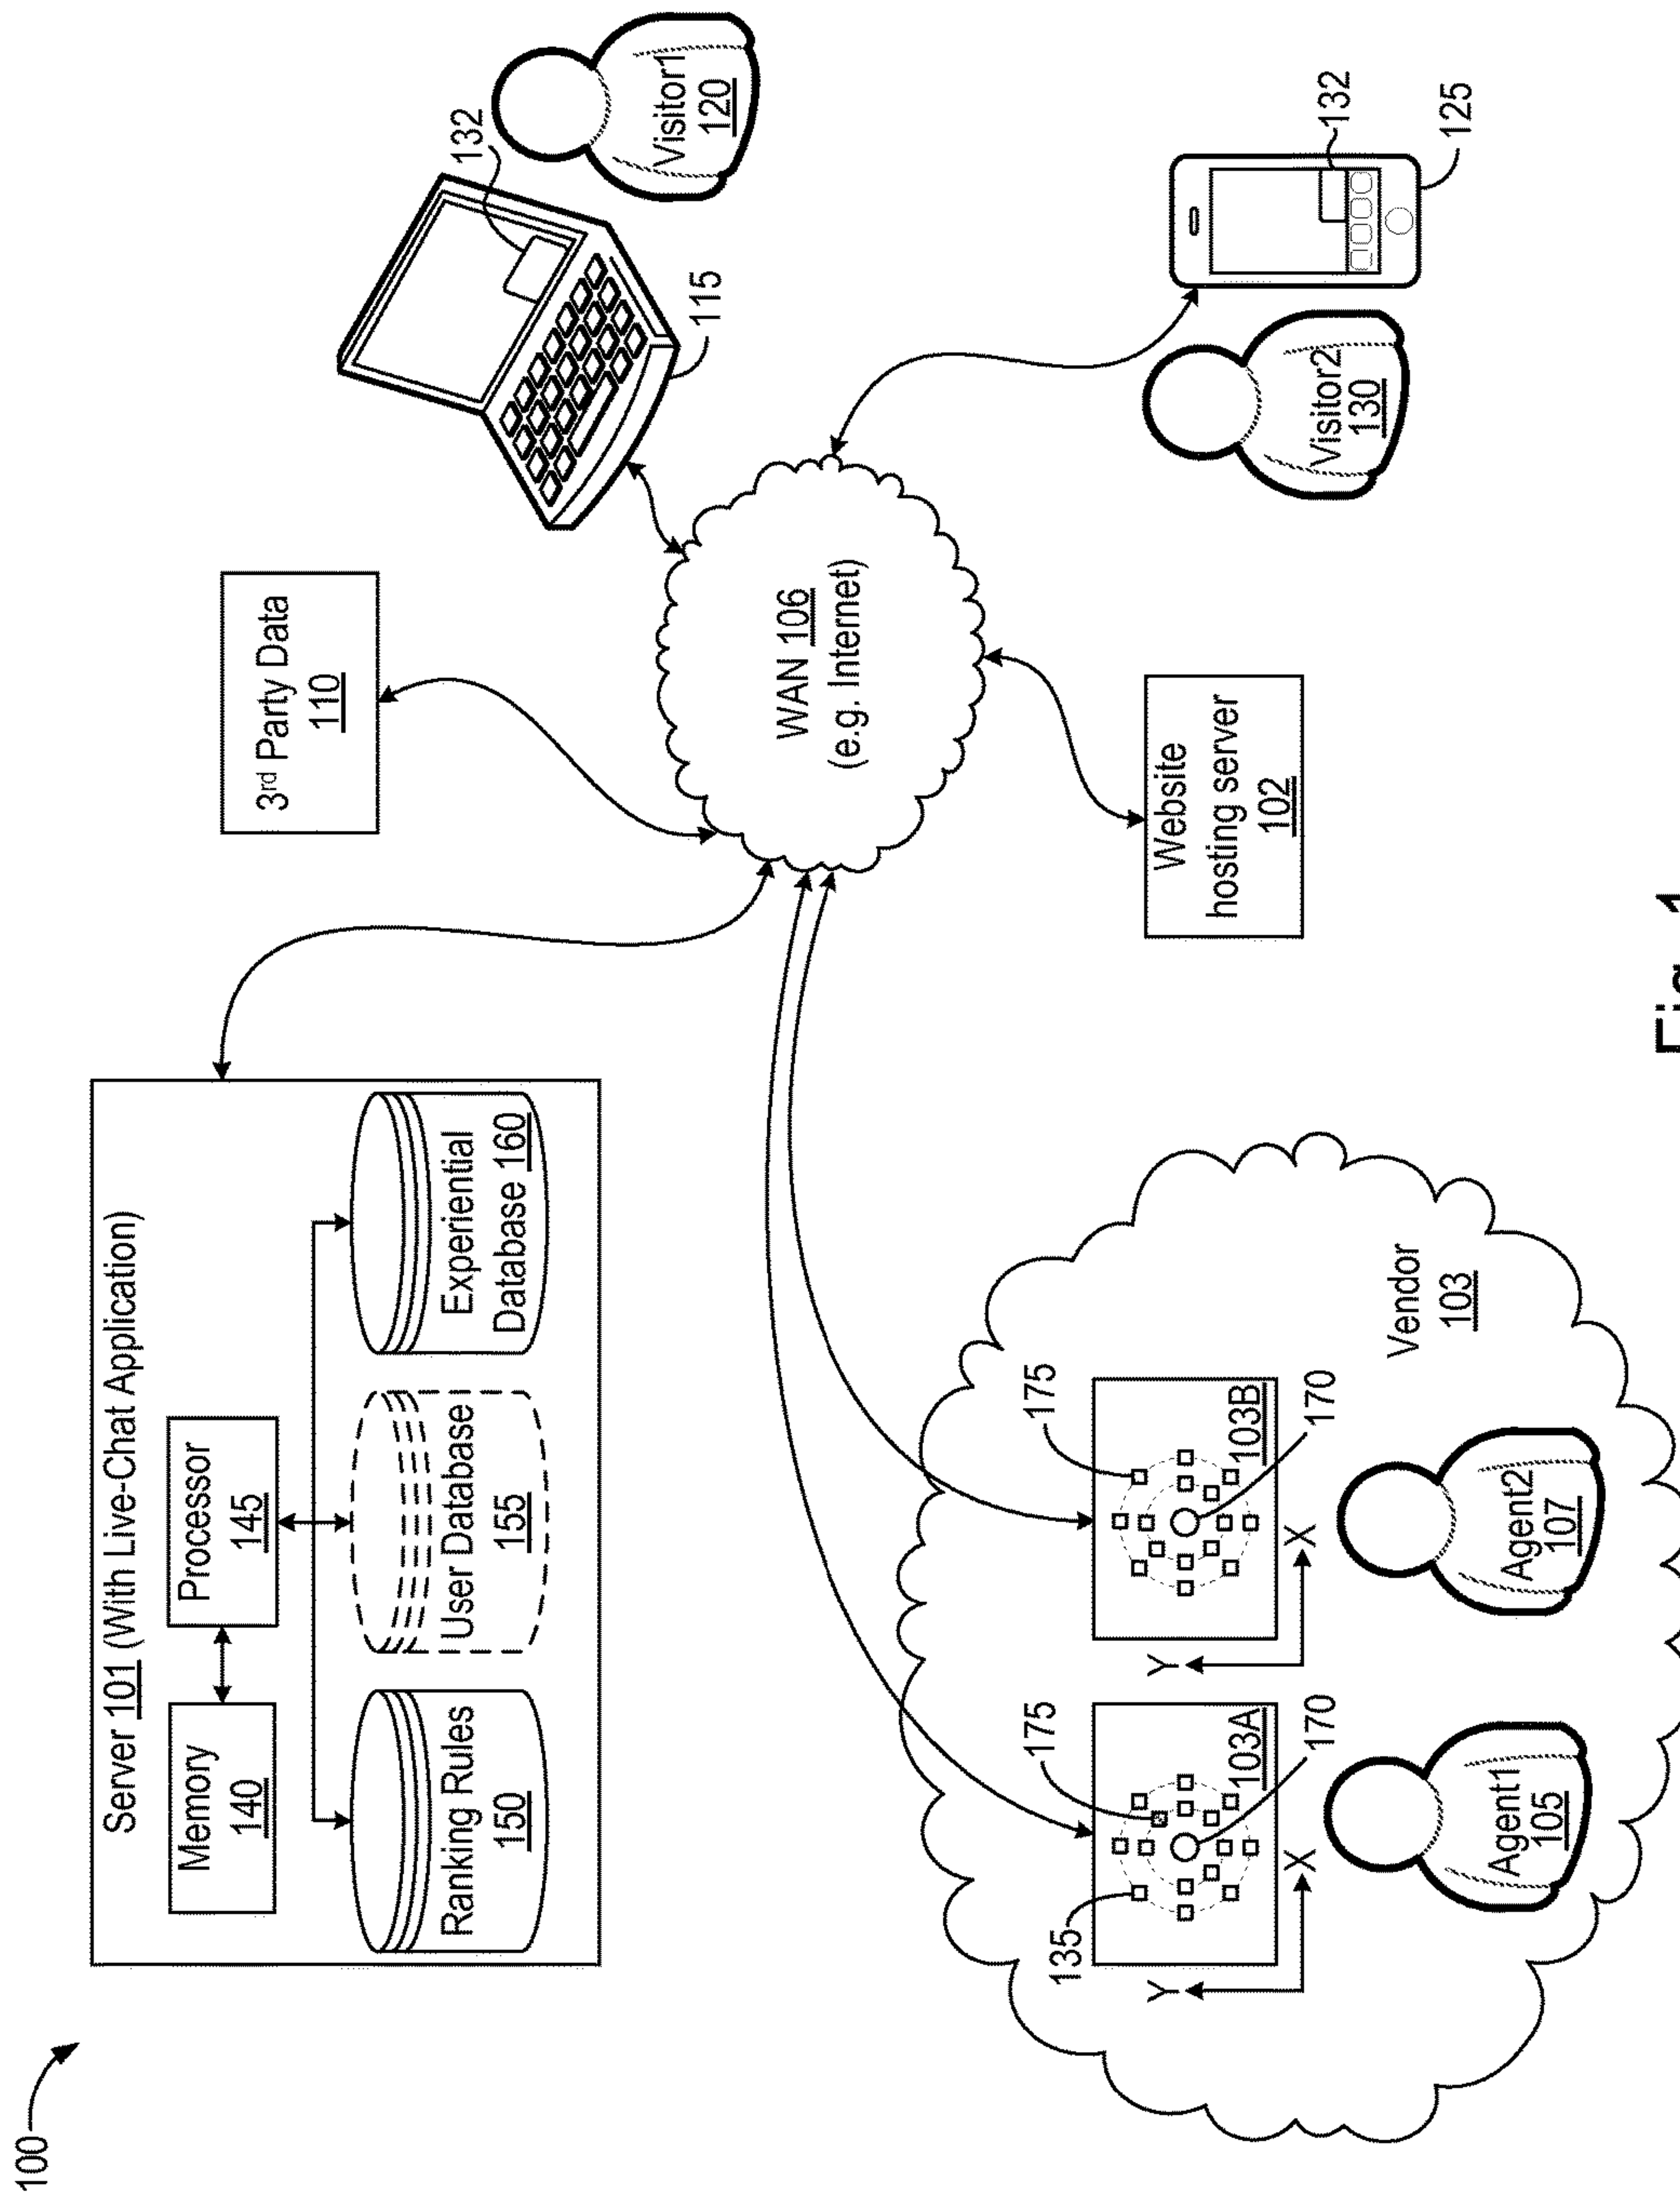 100
Server 101 (With Live-Chat Application)
Memory
140
Processor
145
Ranking Rules
150
User Database
155
Experiential
Database 160
3rd Party Data
110
132
Visitor1
120
115
WAN 106
(e.g. Internet)
Website
hosting server
102
132
125
Visitor2
130
Vendor
103
135
175
103A
170
Y
X
Agent1
105
175
103B
170
Y
X
Agent2
107
Fig. 1